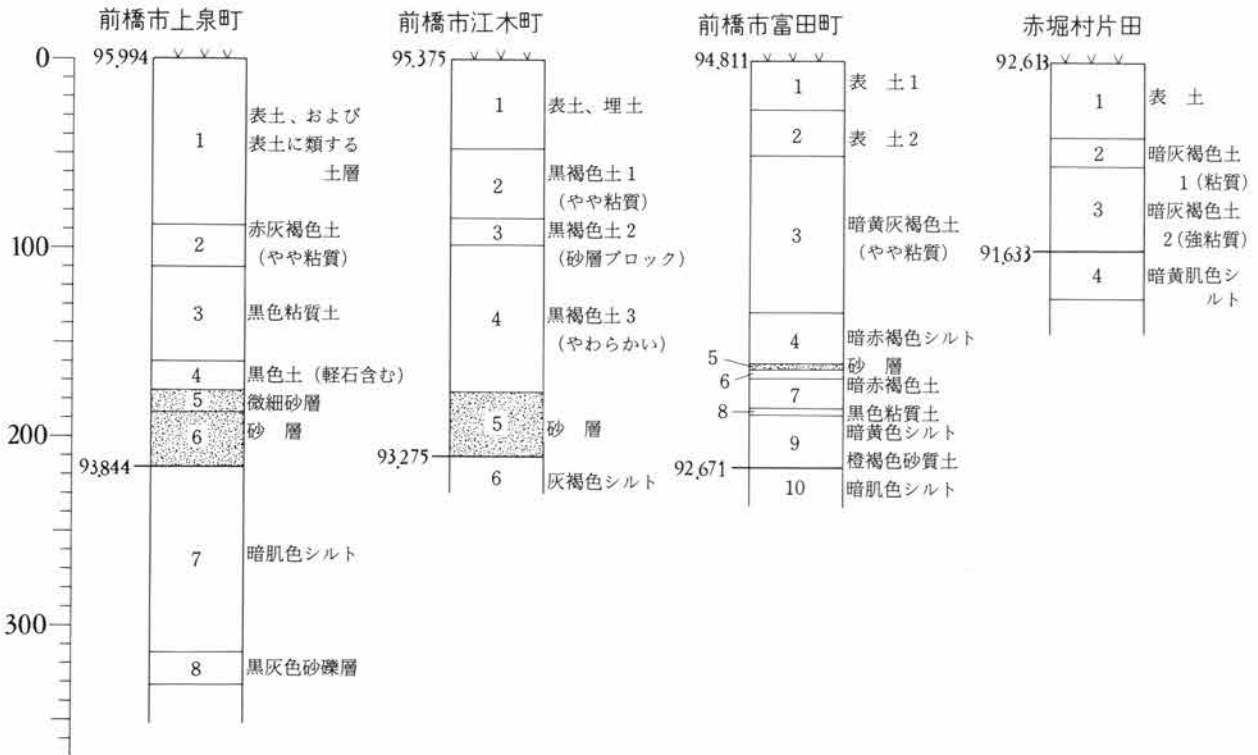 前橋市上泉町
95.994
0
100
200
300
1
表土、および
表土に類する
土層
2
赤灰褐色土
(やや粘質)
3
黒色粘質土
4
黒色土(軽石含む)
5
微細砂層
6
砂 層
93.844
7
暗肌色シルト
8
黒灰色砂礫層
前橋市江木町
95.375
1
表土、埋土
2
黒褐色土1
(やや粘質)
3
黒褐色土2
(砂層ブロック)
4
黒褐色土3
(やわらかい)
5
砂 層
93.275
6
灰褐色シルト
前橋市富田町
94.811
1
表 土1
2
表 土2
3
暗黄灰褐色土
(やや粘質)
4
暗赤褐色シルト
5
砂 層
6
7
暗赤褐色土
8
黒色粘質土
9
暗黄色シルト
橙褐色砂質土
92.671
10
暗肌色シルト
赤堀村片田
92.613
1
表 土
2
暗灰褐色土
1(粘質)
3
暗灰褐色土
2(強粘質)
91.633
4
暗黄肌色シ
ルト